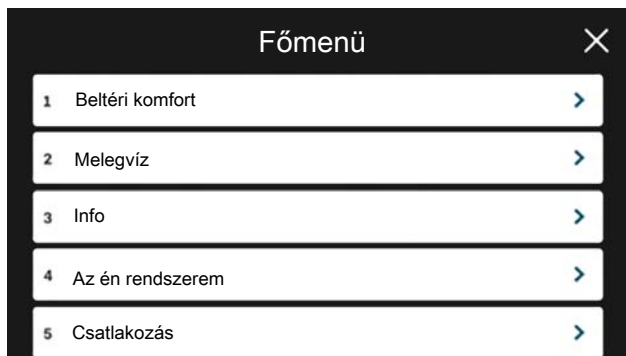 Főmenü
1 Beltéri komfort
2 Melegvíz
3 Info
4 Az én rendszerem
5 Csatlakozás